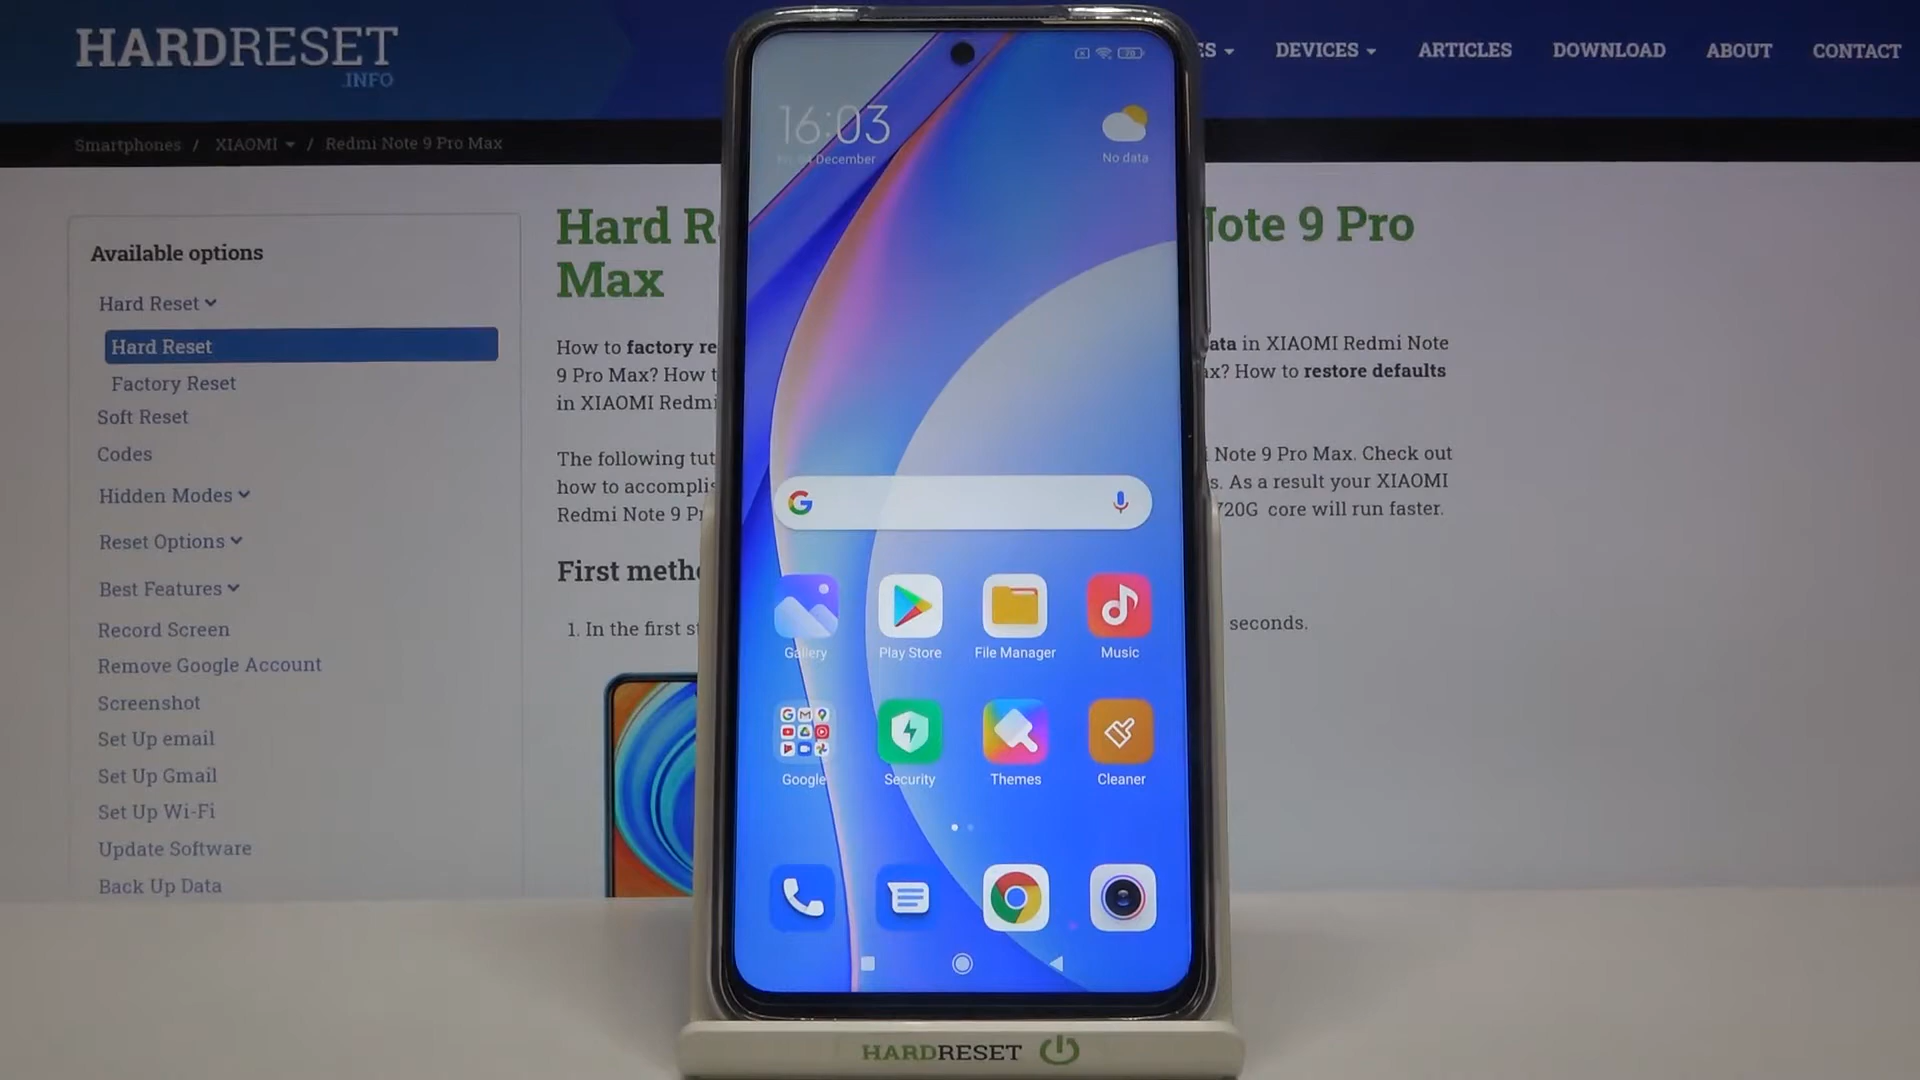 HARDRESET
.INFO
DEVICES
ARTICLES
DOWNLOAD
ABOUT
CONTACT
Smartphones / XIAOMI / Redmi Note 9 Pro Max
Available options
Hard Reset
Hard Reset
Factory Reset
Soft Reset
Codes
Hidden Modes
Reset Options
Best Features
Record Screen
Remove Google Account
Screenshot
Set Up email
Set Up Gmail
Set Up Wi-Fi
Update Software
Back Up Data
Hard Note 9 Pro
Max
How to factory ata in XIAOMI Redmi Note
9 Pro Max? How How to restore defaults
in XIAOMI Redmi
The following Note 9 Pro Max. Check out
how to As a result your XIAOMI
Redmi Note 9 720G core will run faster.
First
1. In the first seconds.
16:03
December
No data
Gallery
Play Store
File Manager
Music
Google
Security
Themes
Cleaner
HARDRESET